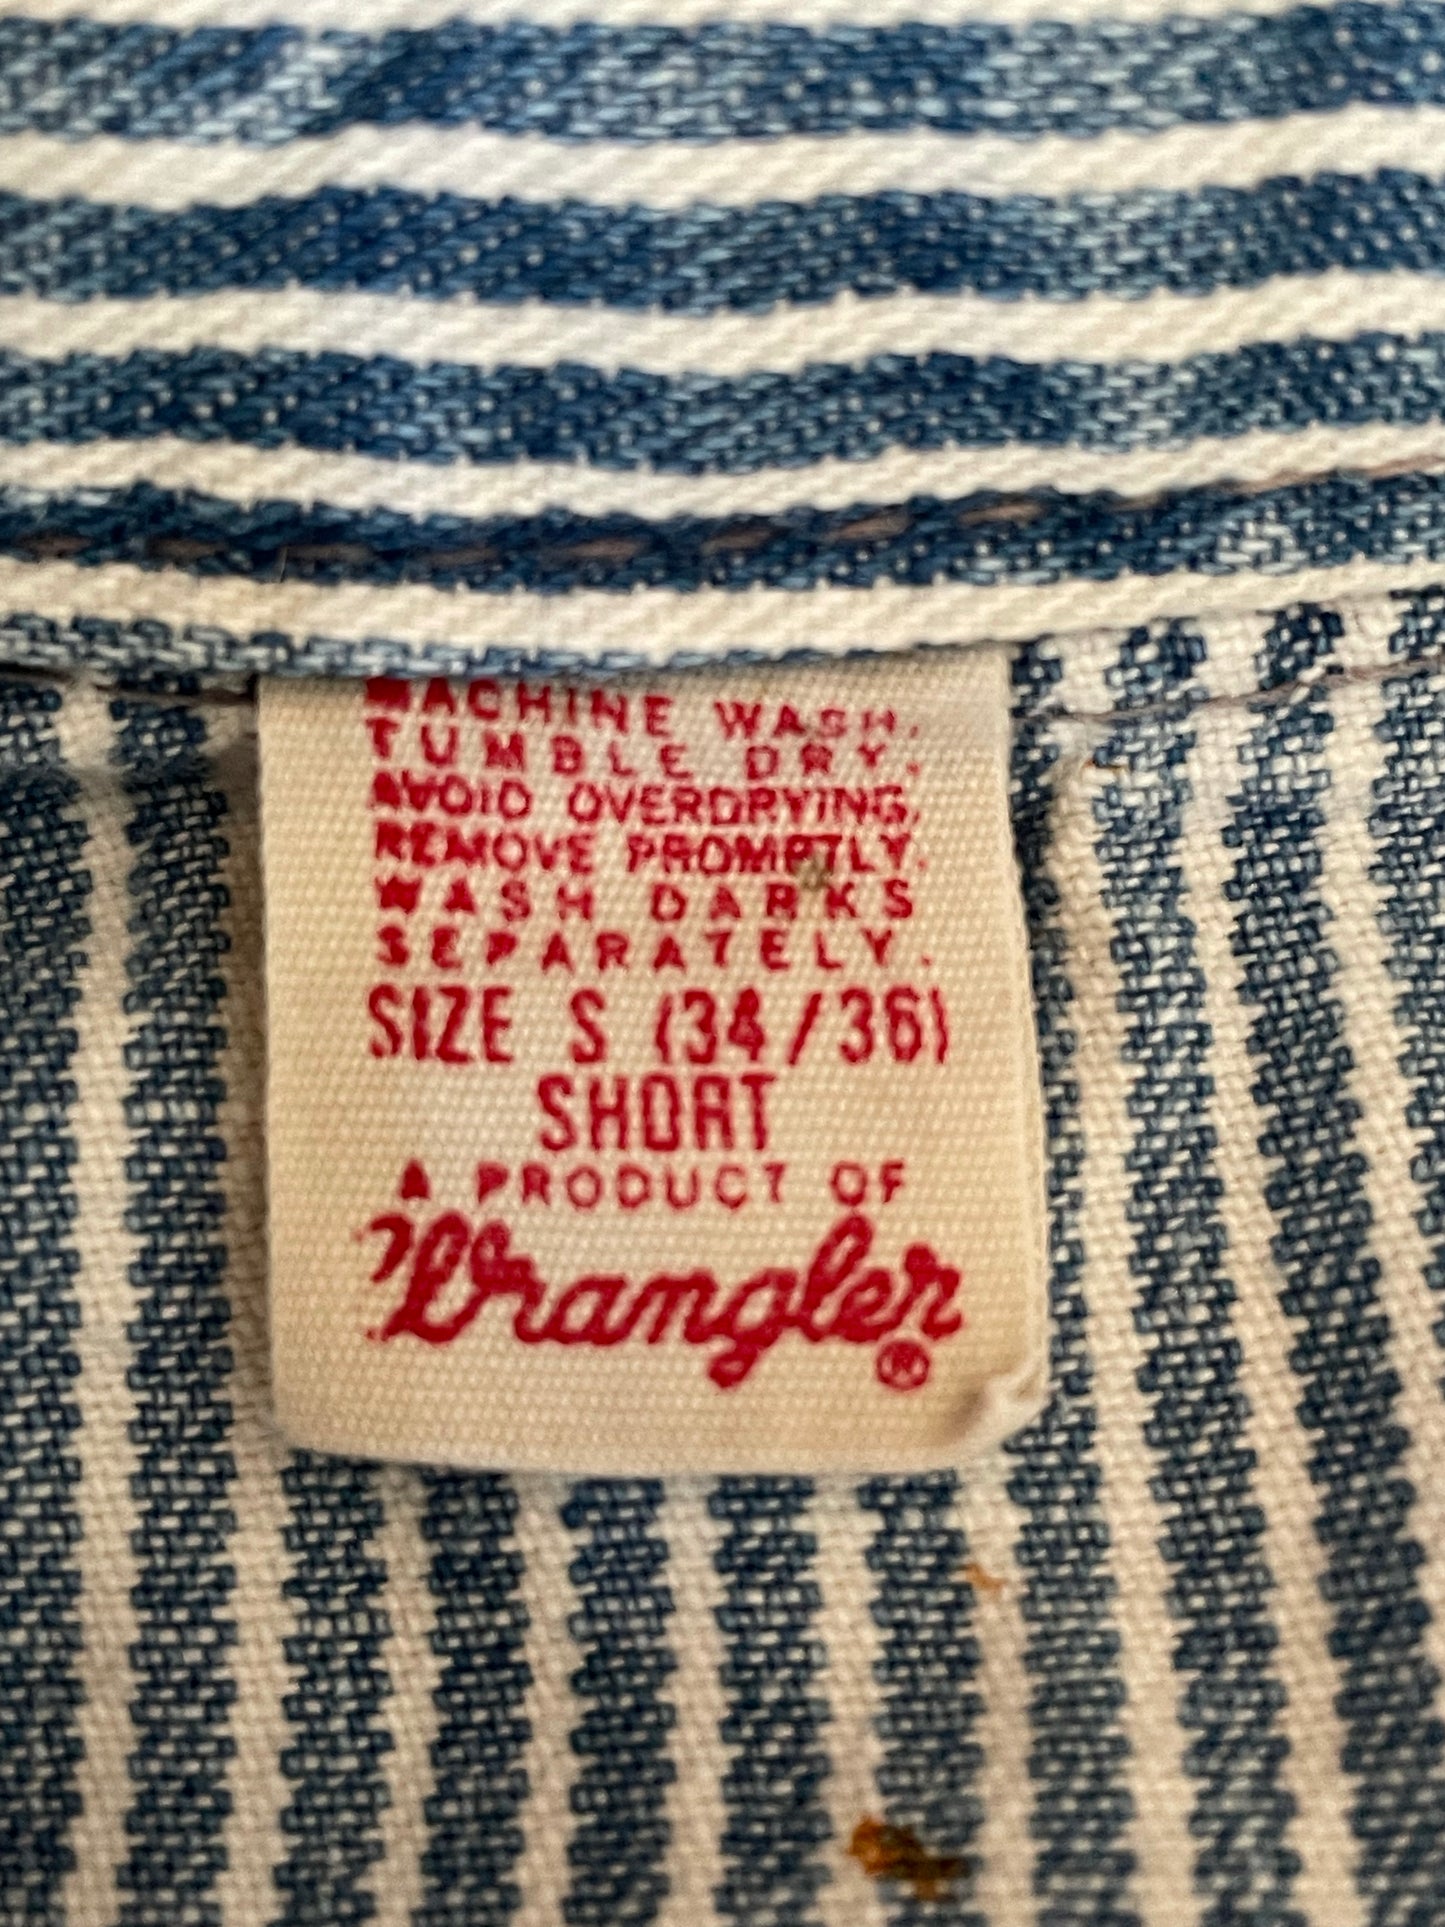 MACHINE WASH.
TUMBLE DRY.
AVOID OVERDRYING.
REMOVE PROMPTLY.
WASH DARKS
SEPARATELY.
SIZE S (34/36)
SHORT
A PRODUCT OF
Wrangler®